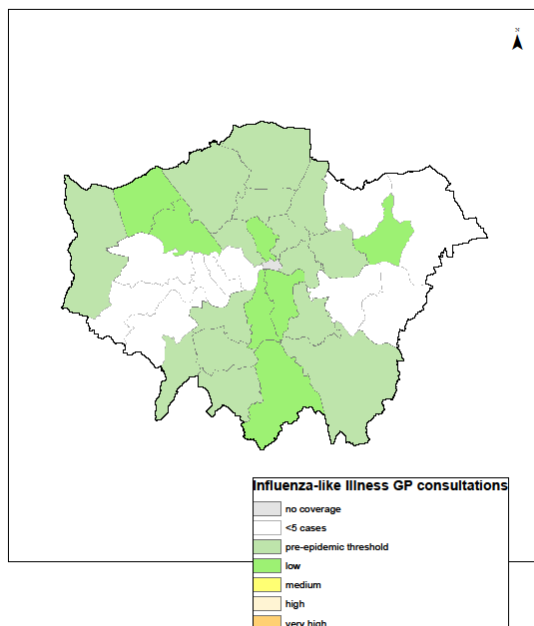 Influenza-like Illness GP consultations
no coverage
<5 cases
pre-epidemic threshold
low
medium
high
very high